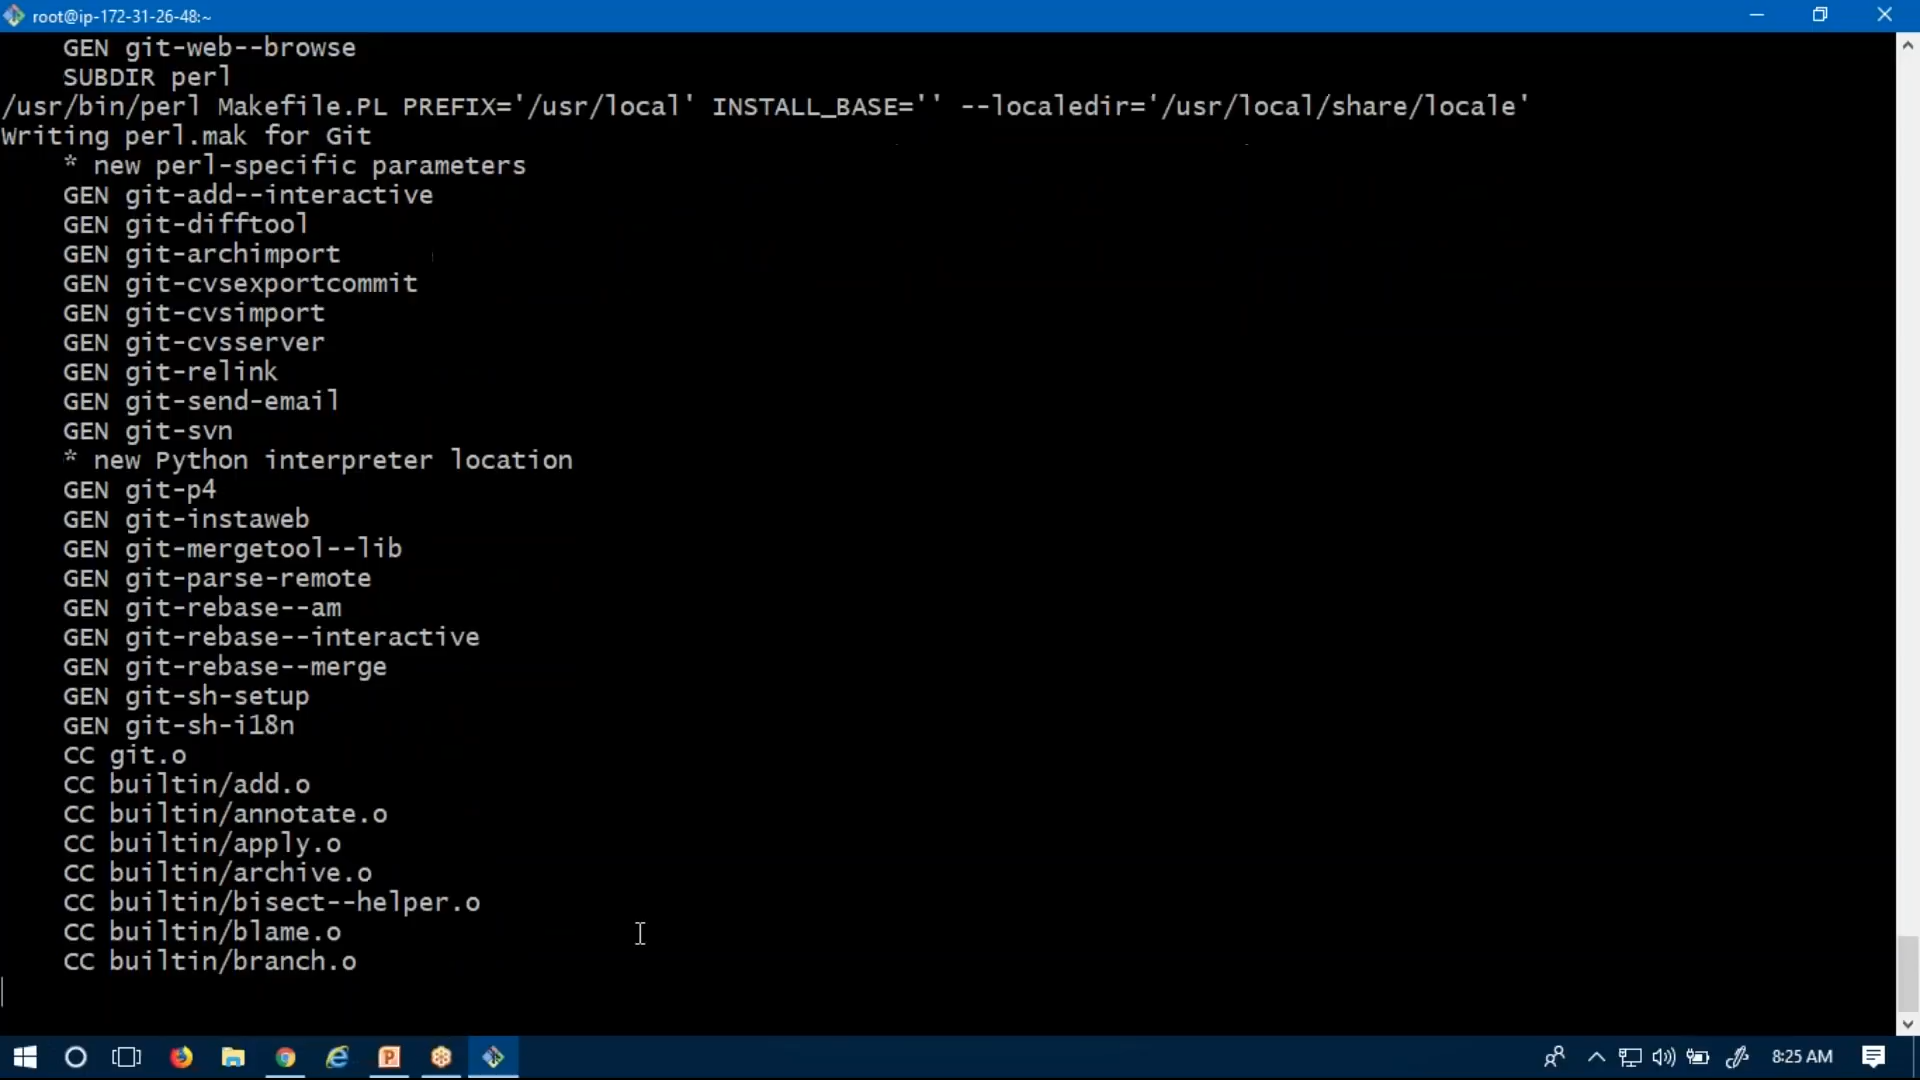 root@ip-172-31-26-48:~
GEN git-web--browse
SUBDIR perl
/usr/bin/perl Makefile.PL PREFIX='/usr/local' INSTALL_BASE='' --localedir='/usr/local/share/locale'
Writing perl.mak for Git
* new perl-specific parameters
GEN git-add--interactive
GEN git-difftool
GEN git-archimport
GEN git-cvsexportcommit
GEN git-cvsimport
GEN git-cvsserver
GEN git-relink
GEN git-send-email
GEN git-svn
* new Python interpreter location
GEN git-p4
GEN git-instaweb
GEN git-mergetool--lib
GEN git-parse-remote
GEN git-rebase--am
GEN git-rebase--interactive
GEN git-rebase--merge
GEN git-sh-setup
GEN git-sh-i18n
CC git.o
CC builtin/add.o
CC builtin/annotate.o
CC builtin/apply.o
CC builtin/archive.o
CC builtin/bisect--helper.o
CC builtin/blame.o
CC builtin/branch.o
8:25 AM